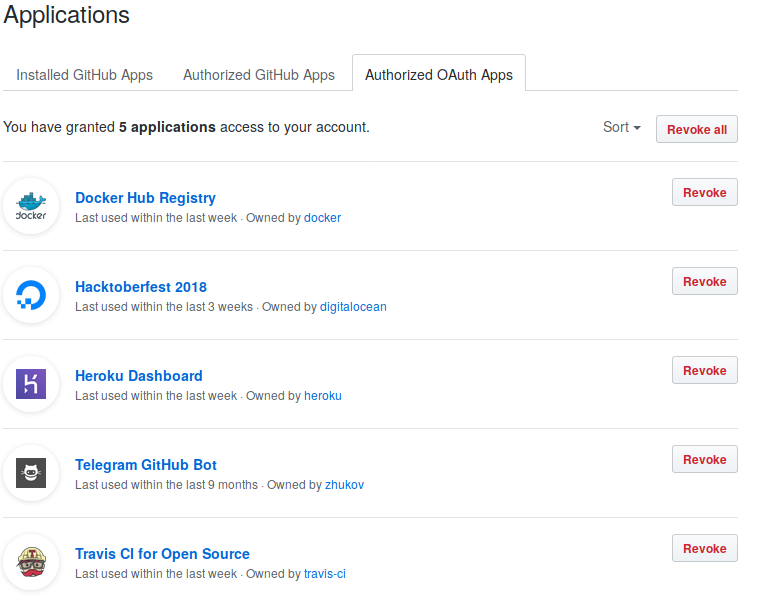 Applications
Installed GitHub Apps Authorized GitHub Apps Authorized OAuth Apps
You have granted 5 applications access to your account. Sort Revoke all
docker
Docker Hub Registry Revoke
Last used within the last week · Owned by docker
Hacktoberfest 2018 Revoke
Last used within the last 3 weeks · Owned by digitalocean
Heroku Dashboard Revoke
Last used within the last week · Owned by heroku
Telegram GitHub Bot Revoke
Last used within the last 9 months · Owned by zhukov
Travis CI for Open Source Revoke
Last used within the last week · Owned by travis-ci